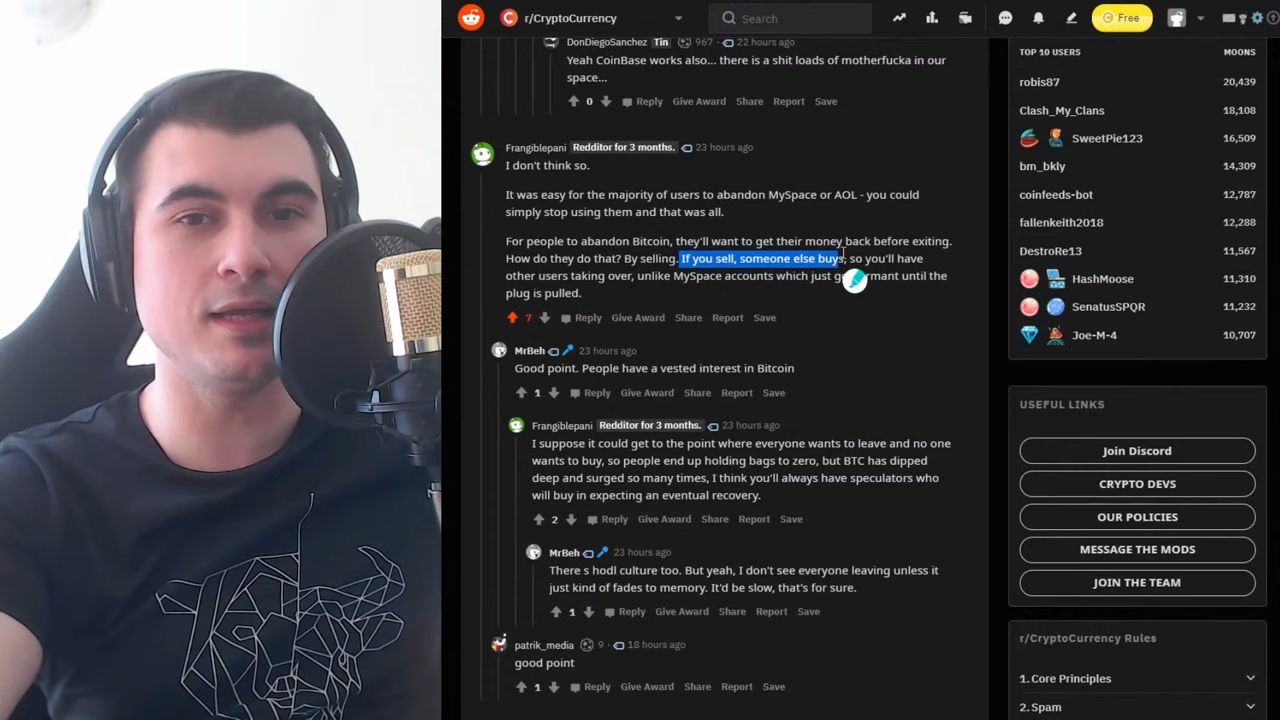 r/CryptoCurrency
Search
Free
DonDiegoSanchez Tin 967 · 22 hours ago
Yeah CoinBase works also... there is a shit loads of motherfucka in our
space...
0 Reply Give Award Share Report Save
Frangiblepani Redditor for 3 months. 23 hours ago
I don't think so.
It was easy for the majority of users to abandon MySpace or AOL - you could
simply stop using them and that was all.
For people to abandon Bitcoin, they'll want to get their money back before exiting.
How do they do that? By selling. If you sell, someone else buys, so you'll have
other users taking over, unlike MySpace accounts which just go dormant until the
plug is pulled.
7 Reply Give Award Share Report Save
MrBeh 23 hours ago
Good point. People have a vested interest in Bitcoin
1 Reply Give Award Share Report Save
Frangiblepani Redditor for 3 months. 23 hours ago
I suppose it could get to the point where everyone wants to leave and no one
wants to buy, so people end up holding bags to zero, but BTC has dipped
deep and surged so many times, I think you'll always have speculators who
will buy in expecting an eventual recovery.
2 Reply Give Award Share Report Save
MrBeh 23 hours ago
There s hodl culture too. But yeah, I don't see everyone leaving unless it
just kind of fades to memory. It'd be slow, that's for sure.
1 Reply Give Award Share Report Save
patrik_media 9 · 18 hours ago
good point
1 Reply Give Award Share Report Save
TOP 10 USERS MOONS
robis87 20,439
Clash_My_Clans 18,108
SweetPie123 16,509
bm_bkly 14,309
coinfeeds-bot 12,787
fallenkeith2018 12,288
DestroRe13 11,767
HashMoose 11,310
SenatusSPQR 11,232
Joe-M-4 10,707
USEFUL LINKS
Join Discord
CRYPTO DEVS
OUR POLICIES
MESSAGE THE MODS
JOIN THE TEAM
r/CryptoCurrency Rules
1. Core Principles
2. Spam